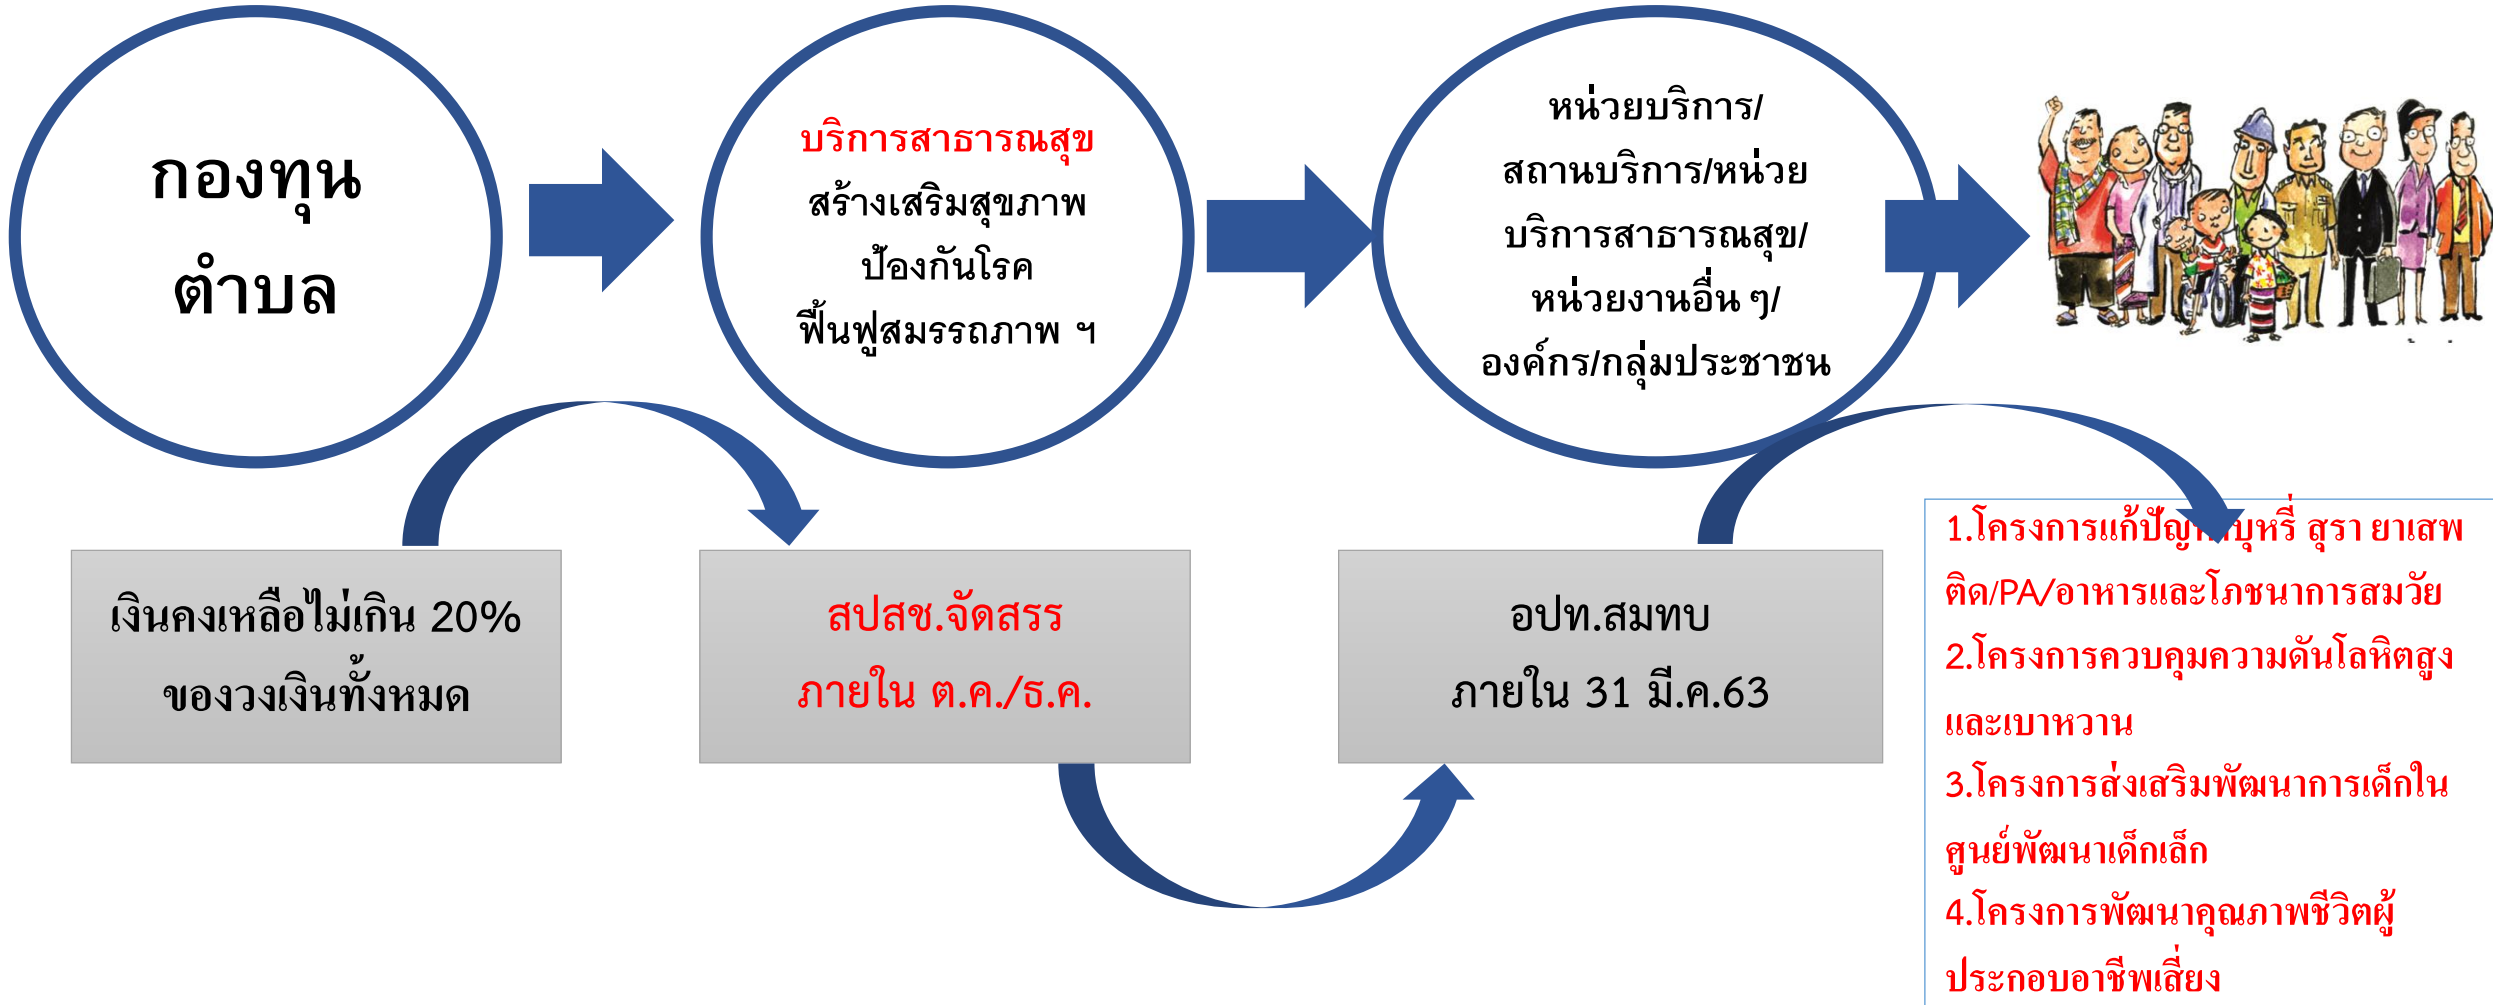 กองทุน
ตำบล
บริการสาธารณสุข
สร้างเสริมสุขภาพ
ป้องกันโรค
ฟื้นฟูสมรรถภาพ ฯ
หน่วยบริการ/
สถานบริการ/หน่วย
บริการสาธารณสุข/
หน่วยงานอื่น ๆ/
องค์กร/กลุ่มประชาชน
เงินคงเหลือไม่เกิน 20%
ของวงเงินทั้งหมด
สปสช.จัดสรร
ภายใน ต.ค./ธ.ค.
อปท.สมทบ
ภายใน 31 มี.ค.63
1.โครงการแก้ปัญหาบุหรี่ สุรา ยาเสพ
ติด/PA/อาหารและโภชนาการสมวัย
2.โครงการควบคุมความดันโลหิตสูง
และเบาหวาน
3.โครงการส่งเสริมพัฒนาการเด็กใน
ศูนย์พัฒนาเด็กเล็ก
4.โครงการพัฒนาคุณภาพชีวิตผู้
ประกอบอาชีพเสี่ยง